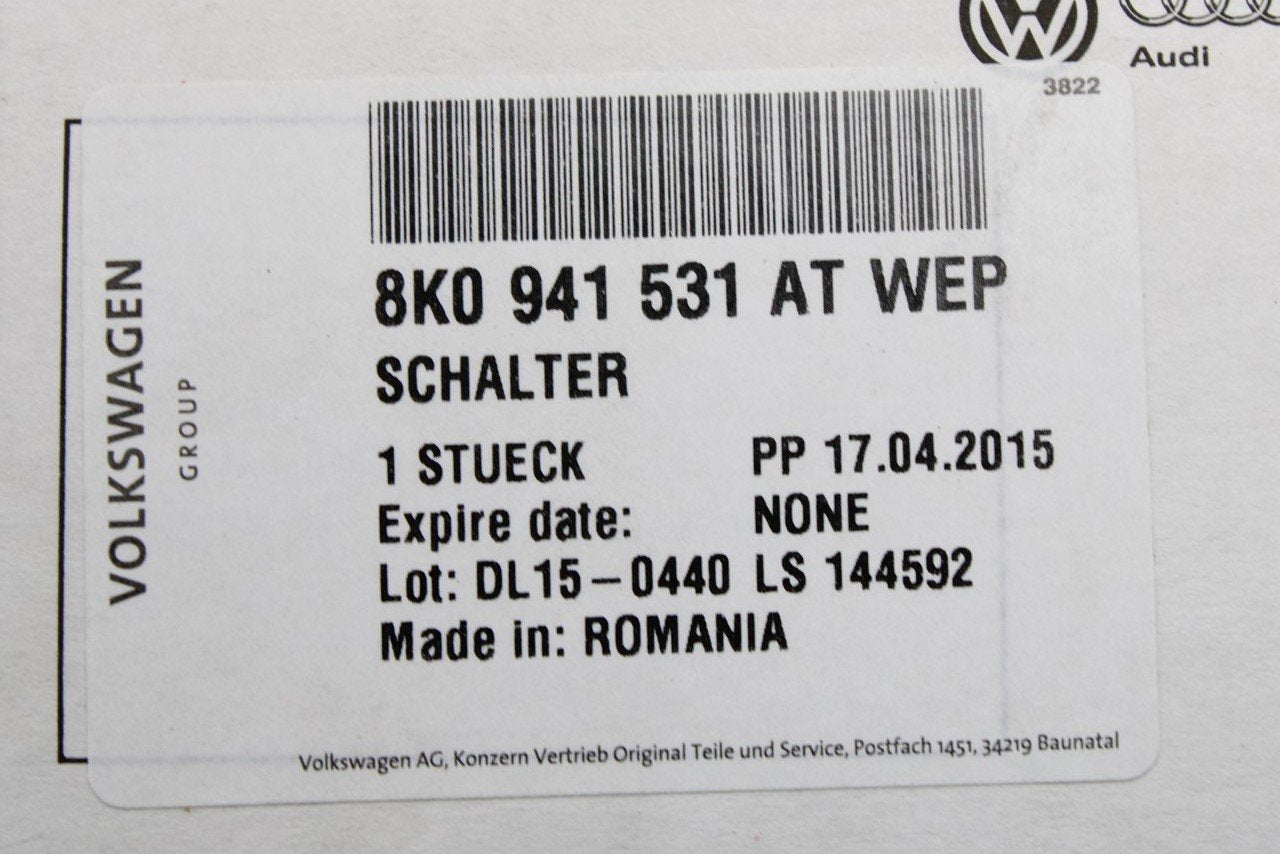 Audi
3822
8K0 941 531 AT WEP
SCHALTER
1 STUECK PP 17.04.2015
Expire date: NONE
Lot: DL15-0440 LS 144592
Made in: ROMANIA
VOLKSWAGEN
GROUP
Volkswagen AG, Konzern Vertrieb Original Teile und Service, Postfach 1451, 34219 Baunatal